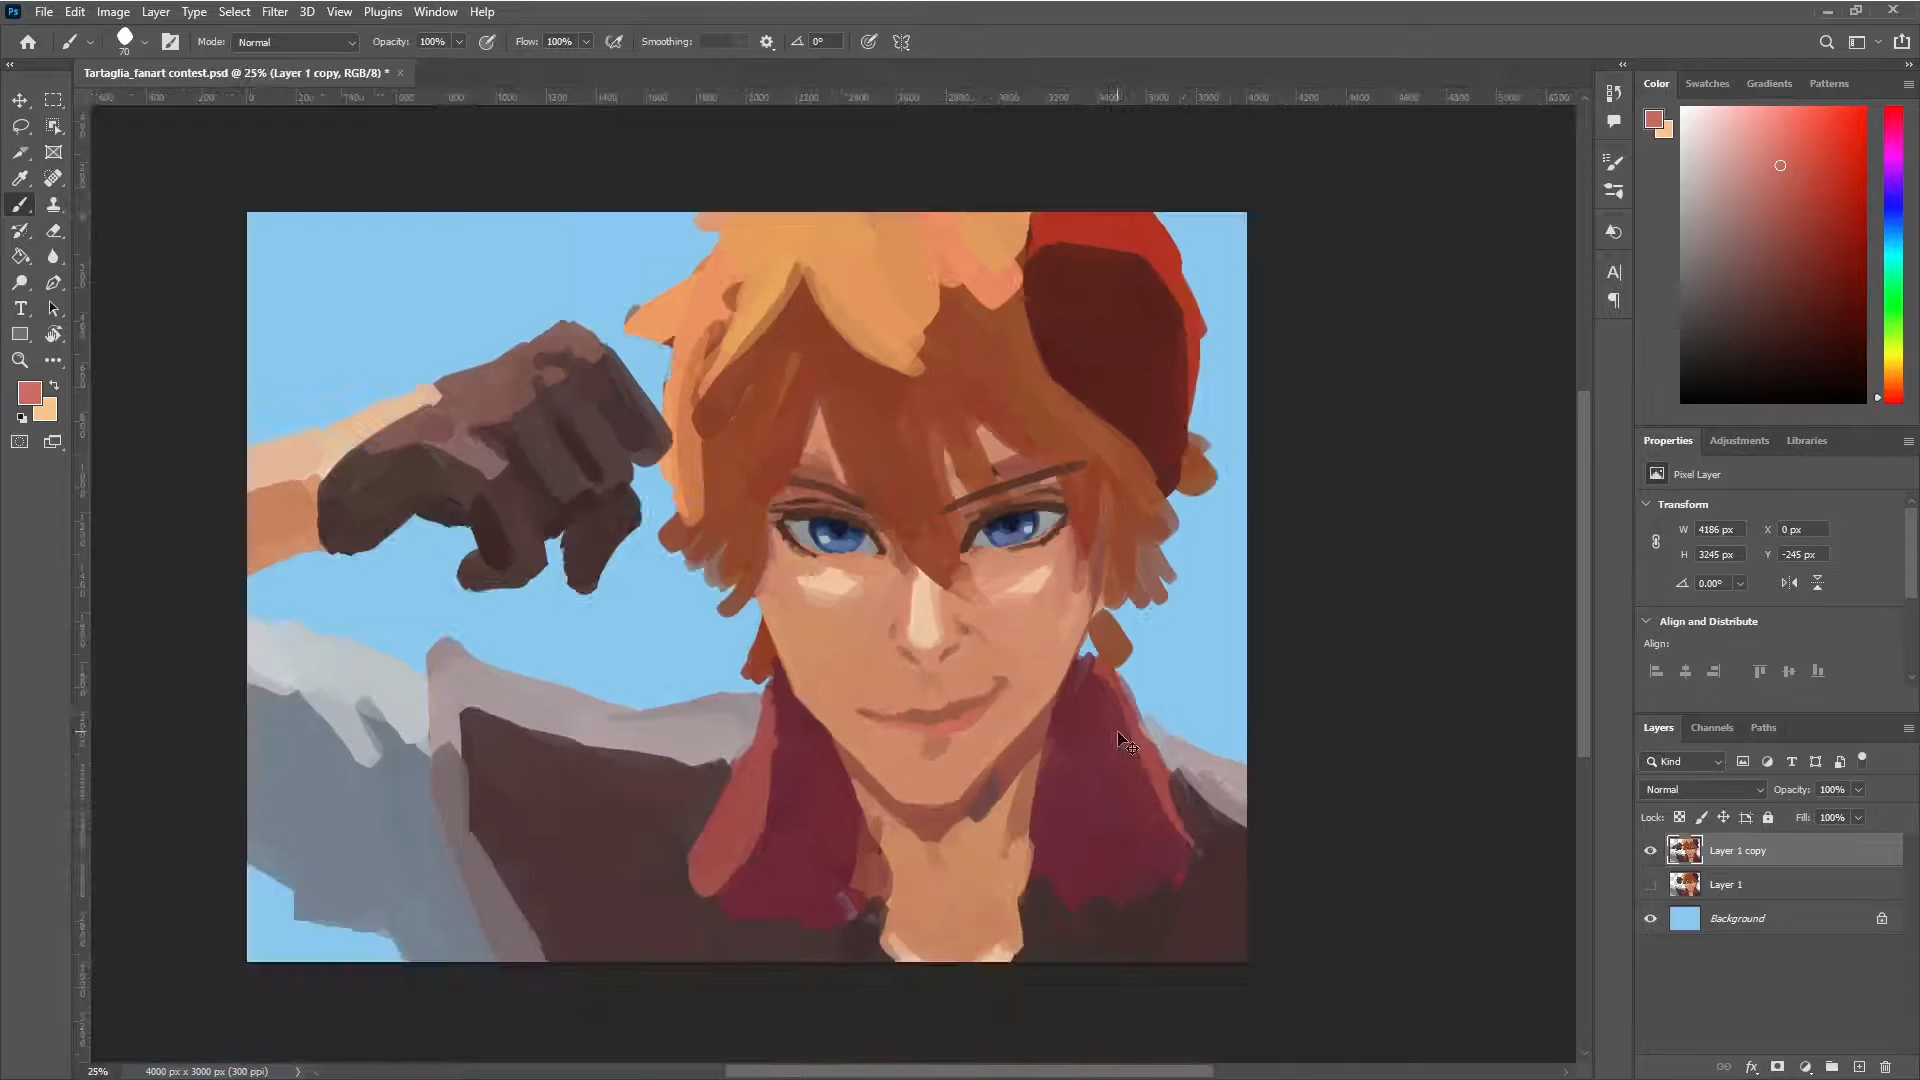 Ps File Edit Image Layer Type Select Filter 3D View Plugins Window Help
70 Mode: Normal Opacity: 100% Flow: 100% Smoothing: 0°
Tartaglia_fanart contest.psd @ 25% (Layer 1 copy, RGB/8) *
Color Swatches Gradients Patterns
Properties Adjustments Libraries
Pixel Layer
Transform
W 4186 px X 0 px
H 3245 px Y -245 px
0.00°
Align and Distribute
Align:
Layers Channels Paths
Kind
Normal Opacity: 100%
Lock: Fill: 100%
Layer 1 copy
Layer 1
Background
25% 4000 px x 3000 px (300 ppi)